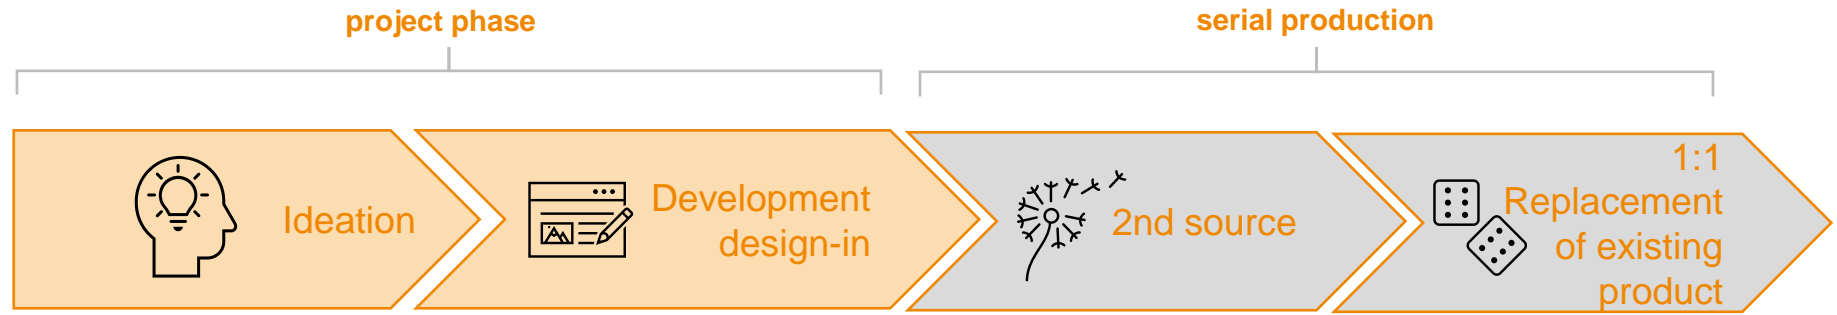 project phase
serial production
Ideation
Development
design-in
2nd source
1:1
Replacement
of existing
product